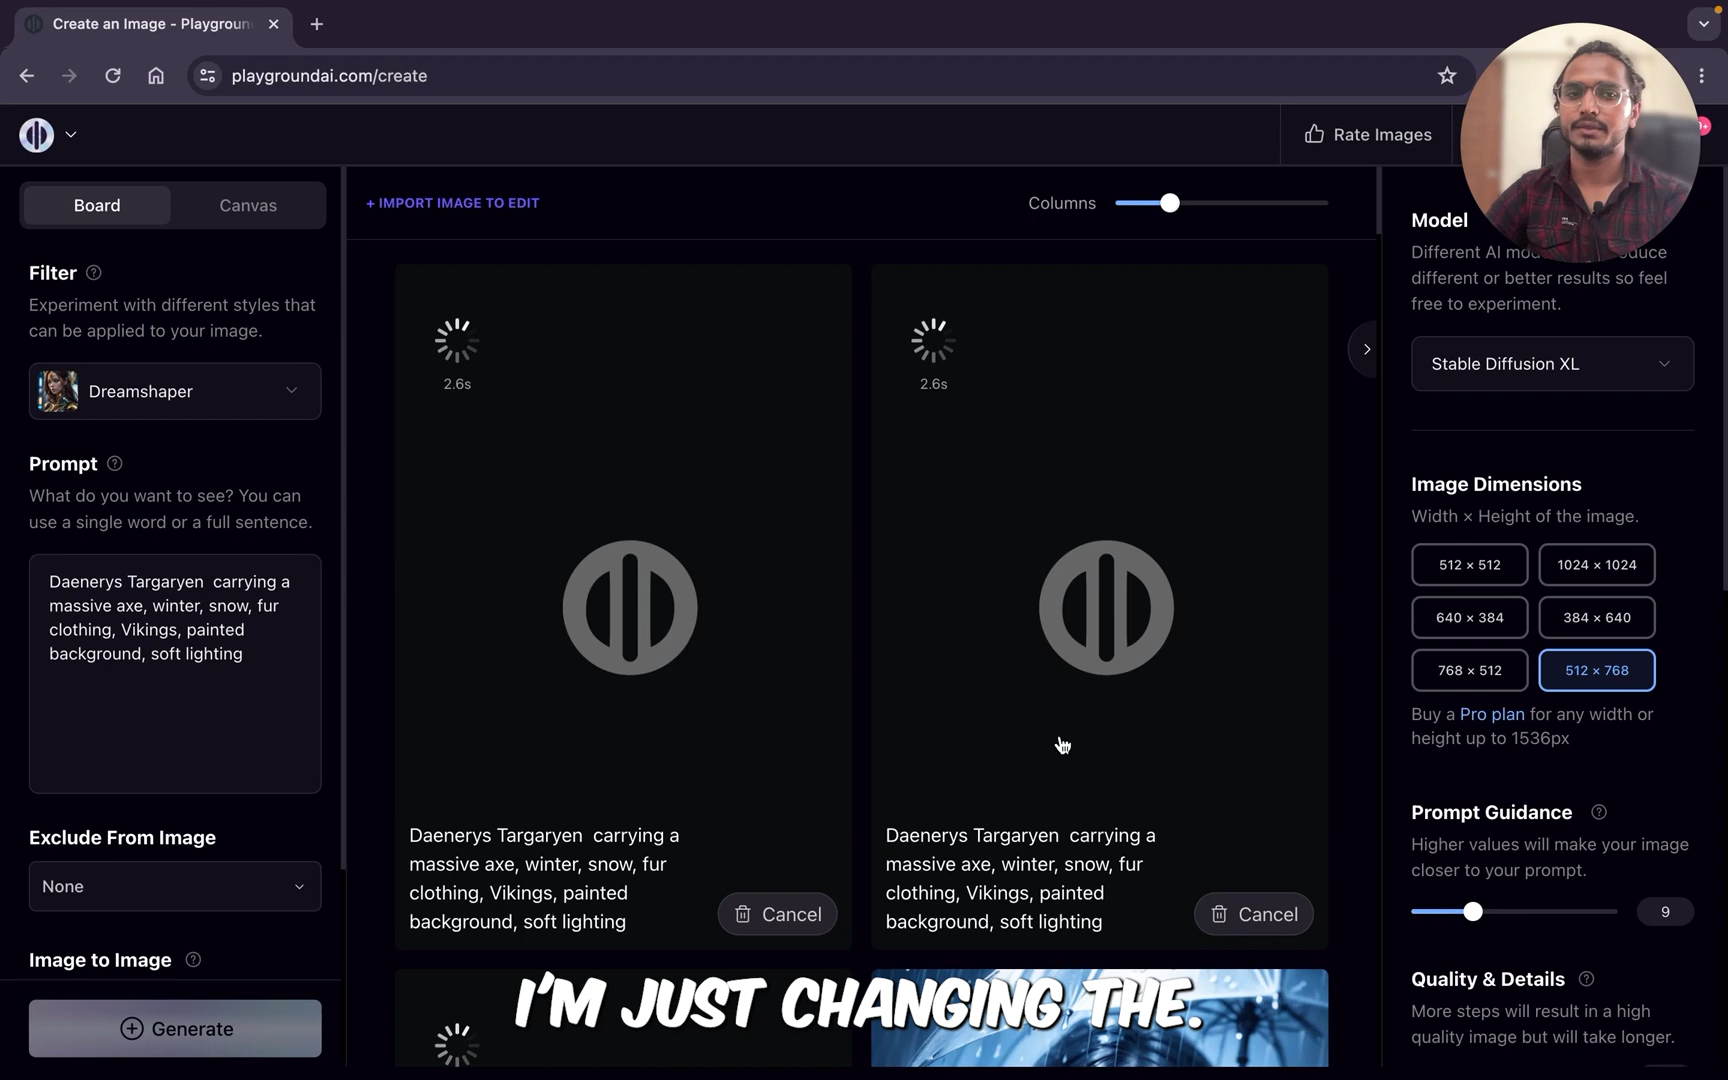 Create an Image - Playgroun
playgroundai.com/create
Rate Images
9+
Board
Canvas
+ IMPORT IMAGE TO EDIT
Columns
Filter
Experiment with different styles that
can be applied to your image.
Dreamshaper
Prompt
What do you want to see? You can
use a single word or a full sentence.
Daenerys Targaryen  carrying a
massive axe, winter, snow, fur
clothing, Vikings, painted
background, soft lighting
Exclude From Image
None
Image to Image
Generate
2.6s
Daenerys Targaryen  carrying a
massive axe, winter, snow, fur
clothing, Vikings, painted
background, soft lighting
Cancel
2.6s
Daenerys Targaryen  carrying a
massive axe, winter, snow, fur
clothing, Vikings, painted
background, soft lighting
Cancel
I'M JUST CHANGING THE.
Model
Different AI
different or better results so feel
free to experiment.
Stable Diffusion XL
Image Dimensions
Width × Height of the image.
512 × 512
1024 × 1024
640 × 384
384 × 640
768 × 512
512 × 768
Buy a Pro plan for any width or
height up to 1536px
Prompt Guidance
Higher values will make your image
closer to your prompt.
9
Quality & Details
More steps will result in a high
quality image but will take longer.